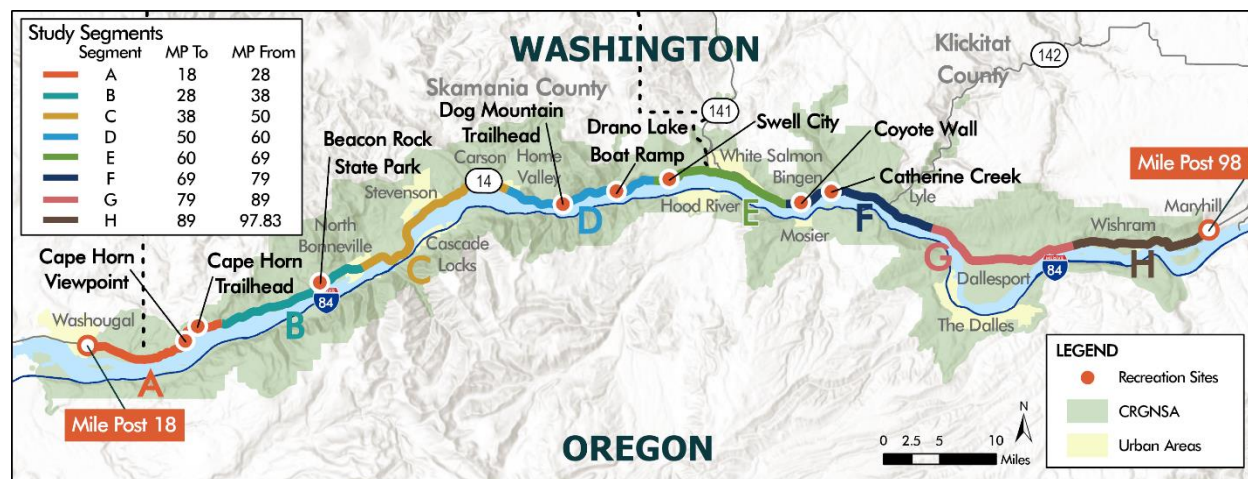 Study Segments
Segment MP To MP From
A 18 28
B 28 38
C 38 50
D 50 60
E 60 69
F 69 79
G 79 89
H 89 97.83
WASHINGTON
Klickitat
County
142
Skamania County
141
Dog Mountain
Trailhead
Drano Lake
Boat Ramp
Swell City
Coyote Wall
Catherine Creek
Beacon Rock
State Park
Carson
14
Home
Valley
Stevenson
White Salmon
Bingen
Lyle
Mile Post 98
Maryhill
Wishram
Hood River
Mosier
North
Bonneville
Cascade
Locks
Cape Horn
Viewpoint
Cape Horn
Trailhead
Washougal
84
Dallesport
84
The Dalles
A
B
C
D
E
F
G
H
Mile Post 18
OREGON
0 2.5 5 10
Miles
N
LEGEND
Recreation Sites
CRGNSA
Urban Areas